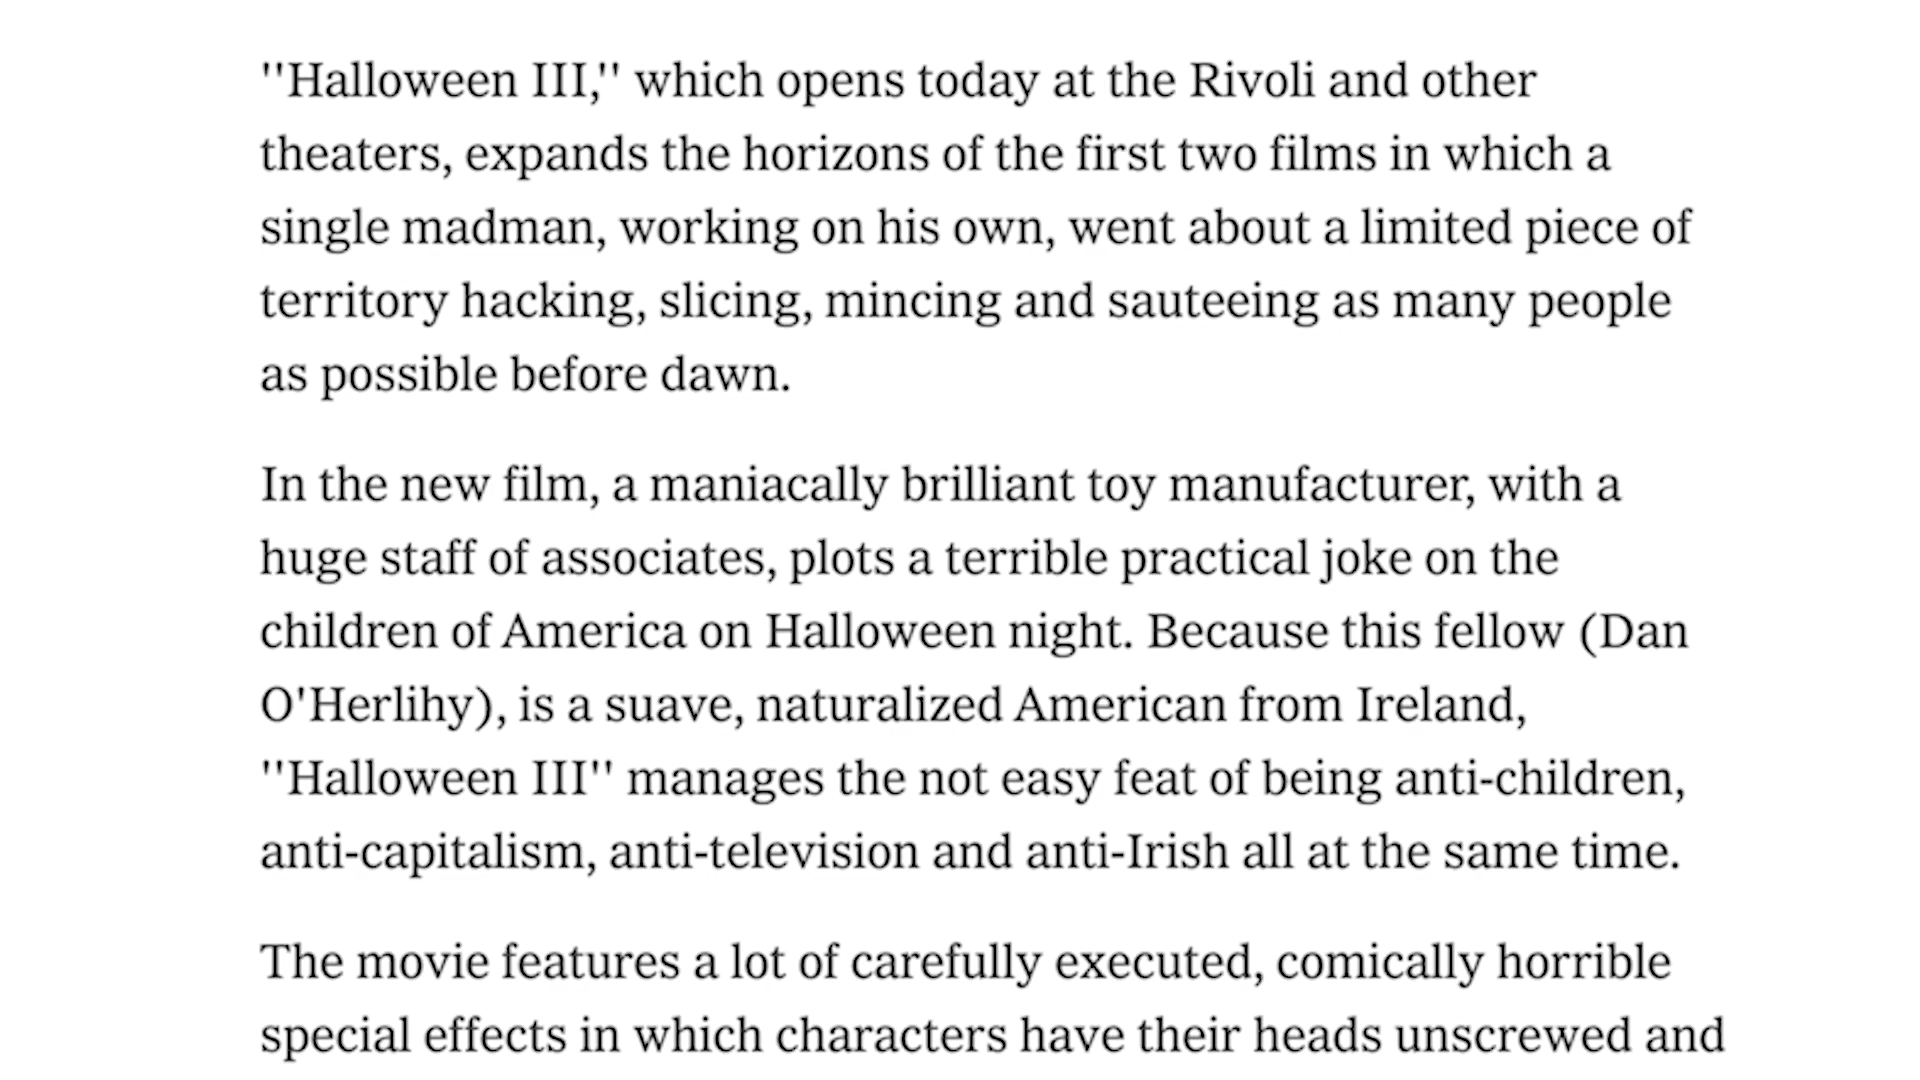 ''Halloween III,'' which opens today at the Rivoli and other
theaters, expands the horizons of the first two films in which a
single madman, working on his own, went about a limited piece of
territory hacking, slicing, mincing and sauteeing as many people
as possible before dawn.
In the new film, a maniacally brilliant toy manufacturer, with a
huge staff of associates, plots a terrible practical joke on the
children of America on Halloween night. Because this fellow (Dan
O'Herlihy), is a suave, naturalized American from Ireland,
''Halloween III'' manages the not easy feat of being anti-children,
anti-capitalism, anti-television and anti-Irish all at the same time.
The movie features a lot of carefully executed, comically horrible
special effects in which characters have their heads unscrewed and